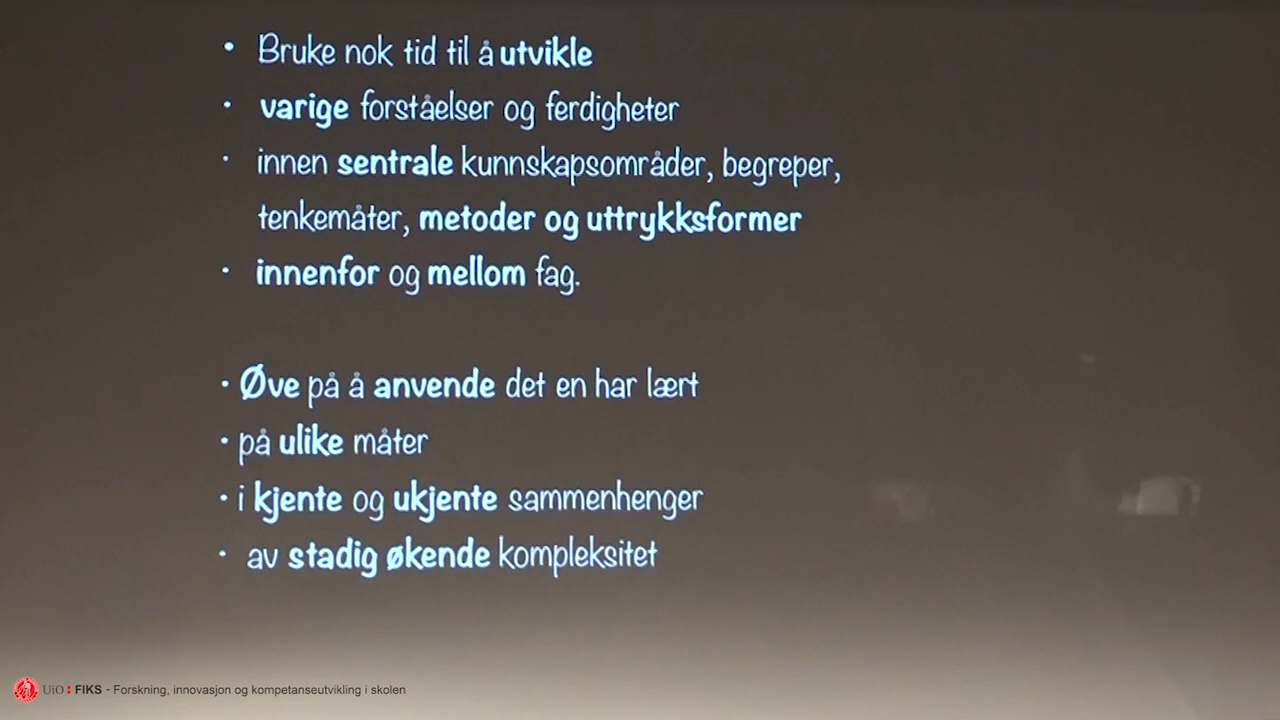 • Bruke nok tid til å utvikle
• varige forståelser og ferdigheter
• innen sentrale kunnskapsområder, begreper,
tenkemåter, metoder og uttrykksformer
• innenfor og mellom fag.
• Øve på å anvende det en har lært
• på ulike måter
• i kjente og ukjente sammenhenger
• av stadig økende kompleksitet
UiO : FIKS - Forskning, innovasjon og kompetanseutvikling i skolen